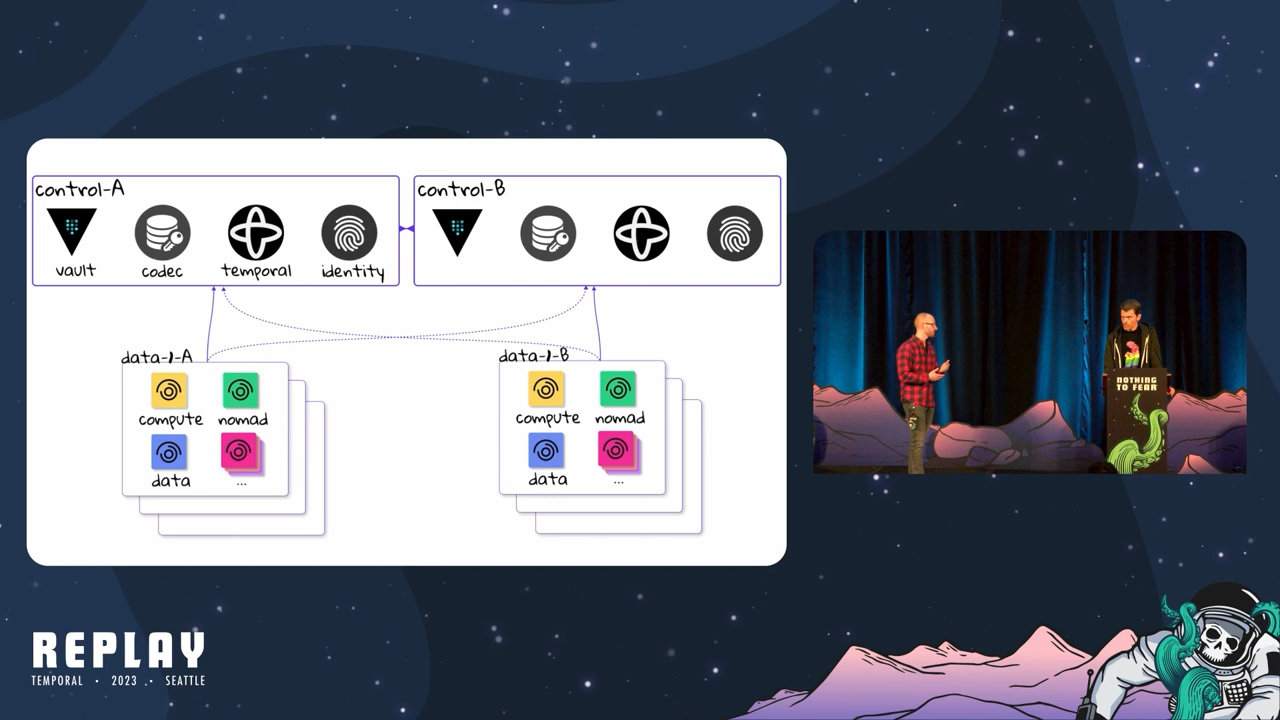 control-A
control-B
vault
codec
temporal
identity
data-1-A
data-1-B
compute
nomad
compute
nomad
data
...
data
...
NOTHING
TO FEAR
REPLAY
TEMPORAL • 2023 • SEATTLE